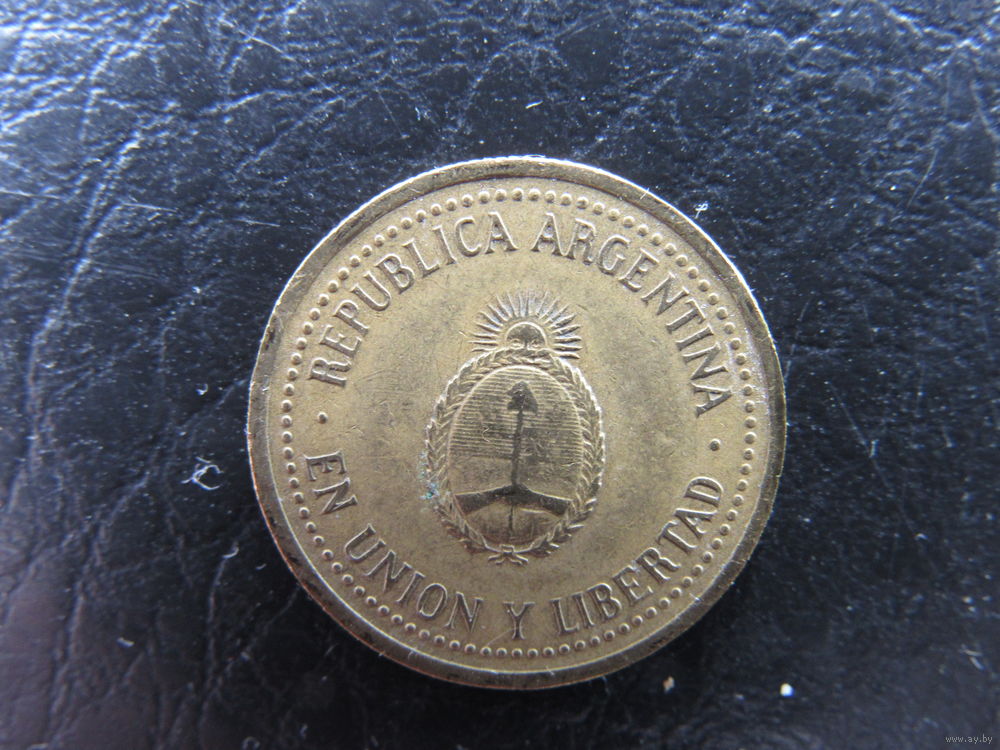 · REPUBLICA ARGENTINA ·
EN UNION Y LIBERTAD
www.ay.by